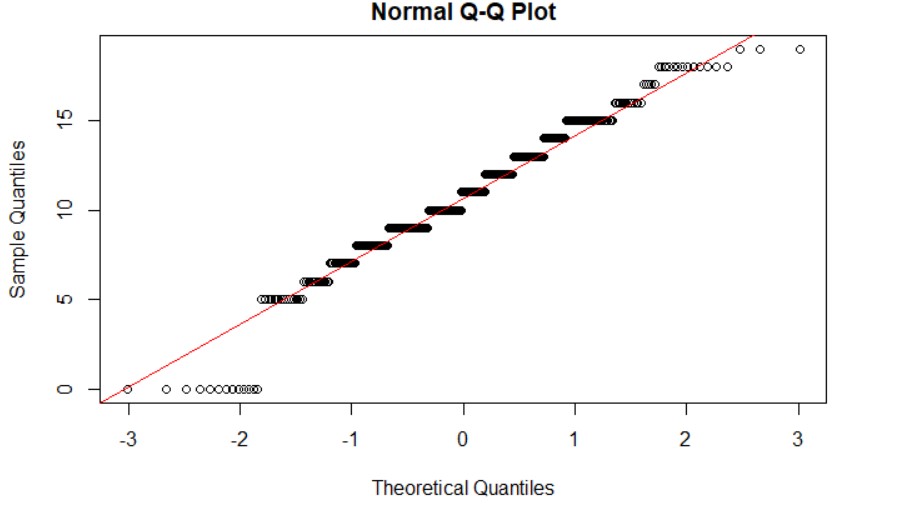 Normal Q-Q Plot
Sample Quantiles
15
10
5
0
-3 -2 -1 0 1 2 3
Theoretical Quantiles